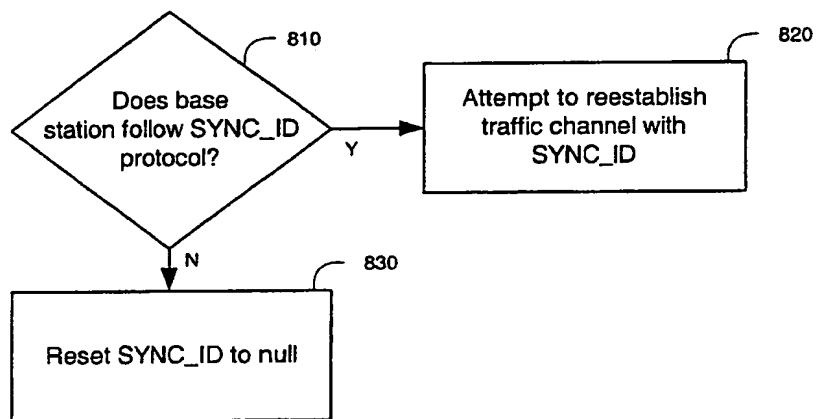 810
Does base
station follow SYNC_ID
protocol?
Y
820
Attempt to reestablish
traffic channel with
SYNC_ID
N
830
Reset SYNC_ID to null